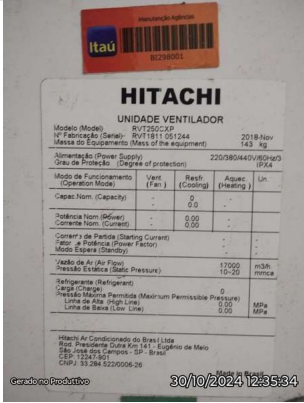 Manutenção Agências
Itaú
BI298001
HITACHI
UNIDADE VENTILADOR
Modelo (Model) RVT250CXP
Nº Fabricação (Serial)- RVT1811 051244 2018-Nov
Massa do Equipamento (Mass of the equipment) 143 kg
Alimentação (Power Supply) 220/380/440V/60Hz/3
Grau de Proteção (Degree of protection) IPX4
Modo de Funcionamento Vent. Resfr. Aquec. Un.
(Operation Mode) (Fan) (Cooling) (Heating)
Capac.Nom. (Capacity) - 0 -
- 0.0 -
Potência Nom.(Power) - 0.00 -
Corrente Nom. (Current) - 0.00 -
Corrente de Partida (Starting Current) -
Fator de Potência (Power Factor) -
Modo Espera (Standby) -
Vazão de Ar (Air Flow) 17000 m3/h
Pressão Estática (Static Pressure) 10~20 mmca
Refrigerante (Refrigerant)
Carga (Charge) 0
Pressão Máxima Permitida (Maximum Permissible Pressure)
Linha de Alta (High Line) 0.00 MPa
Linha de Baixa (Low Line) 0.00 MPa
Hitachi Ar Condicionado do Brasil Ltda
Rod. Presidente Dutra Km 141 - Eugênio de Melo
São José dos Campos - SP - Brasil
CEP: 12247-901
CNPJ: 33.284.522/0006-26
Made in Brasil
Gerado no Produttivo
30/10/2024 12:35:34